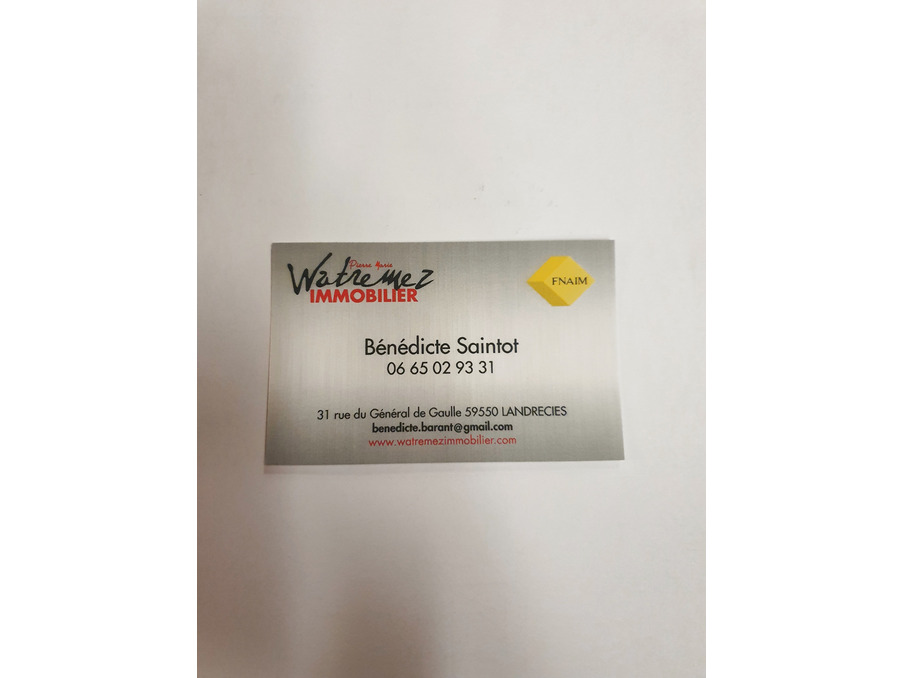 Pierre Marie
Watremez
IMMOBILIER
FNAIM
Bénédicte Saintot
06 65 02 93 31
31 rue du Général de Gaulle 59550 LANDRECIES
benedicte.barant@gmail.com
www.watremezimmobilier.com